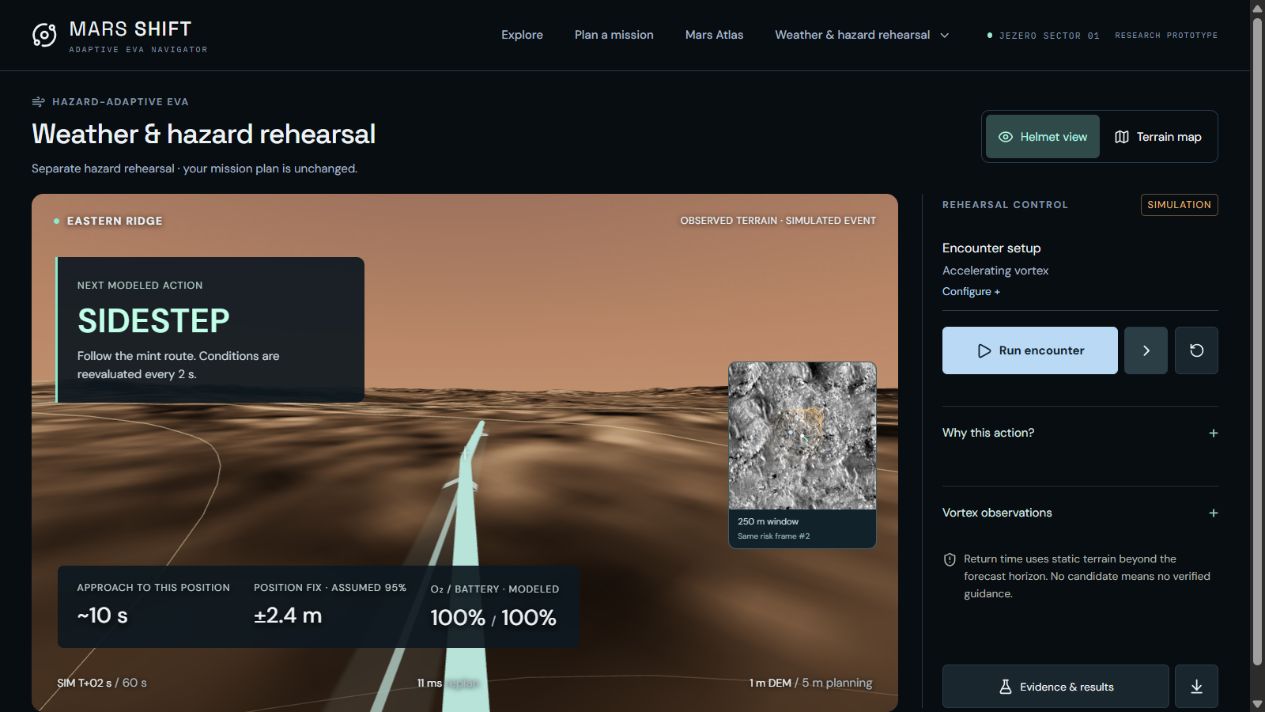 MARS SHIFT
ADAPTIVE EVA NAVIGATOR
Explore
Plan a mission
Mars Atlas
Weather & hazard rehearsal
JEZERO SECTOR 01
RESEARCH PROTOTYPE
HAZARD-ADAPTIVE EVA
Weather & hazard rehearsal
Separate hazard rehearsal · your mission plan is unchanged.
Helmet view
Terrain map
EASTERN RIDGE
OBSERVED TERRAIN · SIMULATED EVENT
NEXT MODELED ACTION
SIDESTEP
Follow the mint route. Conditions are
reevaluated every 2 s.
250 m window
Same risk frame #2
APPROACH TO THIS POSITION
~10 s
POSITION FIX · ASSUMED 95%
±2.4 m
O₂ / BATTERY · MODELED
100% / 100%
SIM T+02 s / 60 s
11 ms replan
1 m DEM / 5 m planning
REHEARSAL CONTROL
SIMULATION
Encounter setup
Accelerating vortex
Configure +
Run encounter
Why this action? +
Vortex observations +
Return time uses static terrain beyond the
forecast horizon. No candidate means no verified
guidance.
Evidence & results